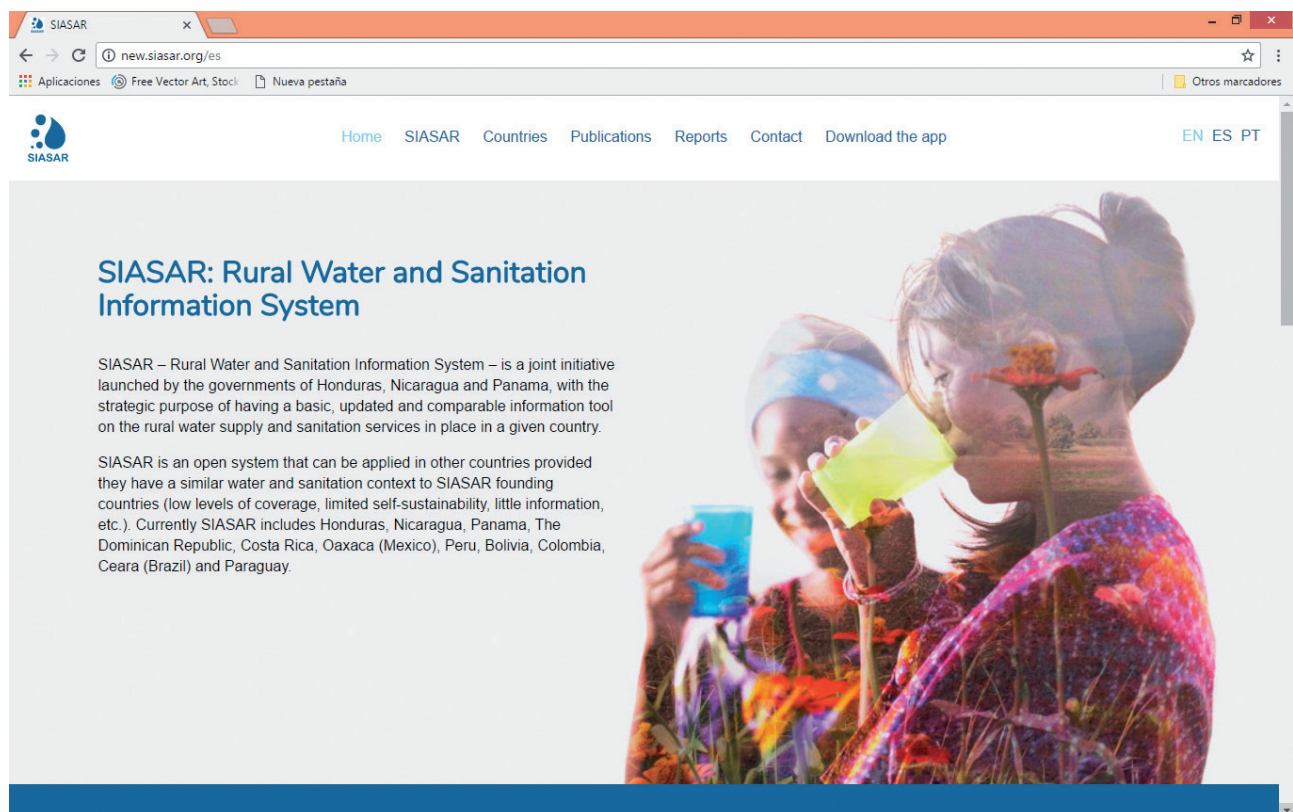 SIASAR
new.siasar.org/es
Aplicaciones Free Vector Art, Stock Nueva pestaña Otros marcadores
SIASAR
Home SIASAR Countries Publications Reports Contact Download the app EN ES PT
SIASAR: Rural Water and Sanitation
Information System
SIASAR – Rural Water and Sanitation Information System – is a joint initiative
launched by the governments of Honduras, Nicaragua and Panama, with the
strategic purpose of having a basic, updated and comparable information tool
on the rural water supply and sanitation services in place in a given country.
SIASAR is an open system that can be applied in other countries provided
they have a similar water and sanitation context to SIASAR founding
countries (low levels of coverage, limited self-sustainability, little information,
etc.). Currently SIASAR includes Honduras, Nicaragua, Panama, The
Dominican Republic, Costa Rica, Oaxaca (Mexico), Peru, Bolivia, Colombia,
Ceara (Brazil) and Paraguay.